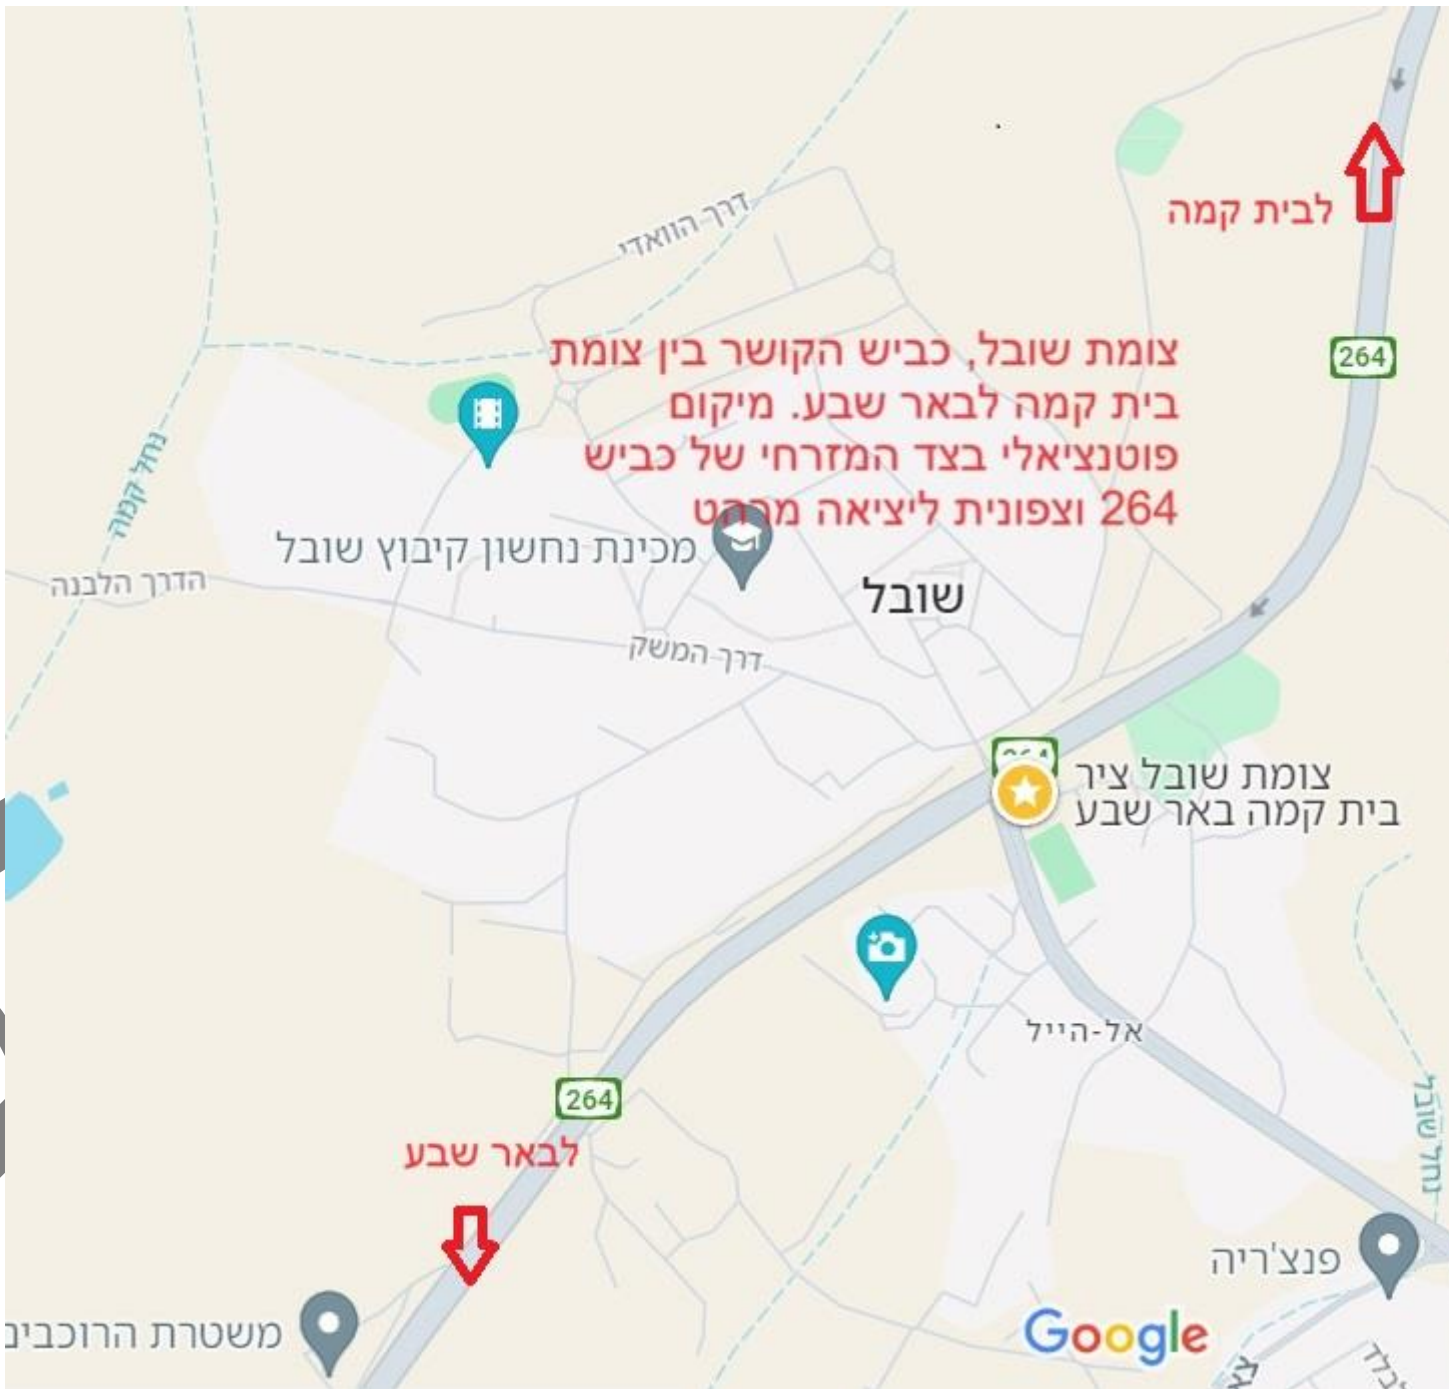 דרך הוואדי
לבית קמה
264
צומת שובל, כביש הקושר בין צומת
בית קמה לבאר שבע. מיקום
פוטנציאלי בצד המזרחי של כביש
264 וצפונית ליציאה מרהט
נחל קמה
מכינת נחשון קיבוץ שובל
הדרך הלבנה
שובל
דרך המשק
264
צומת שובל ציר
בית קמה באר שבע
אל-הייל
264
נחל שובל
לבאר שבע
פנצ'ריה
משטרת הרוכבים
Google